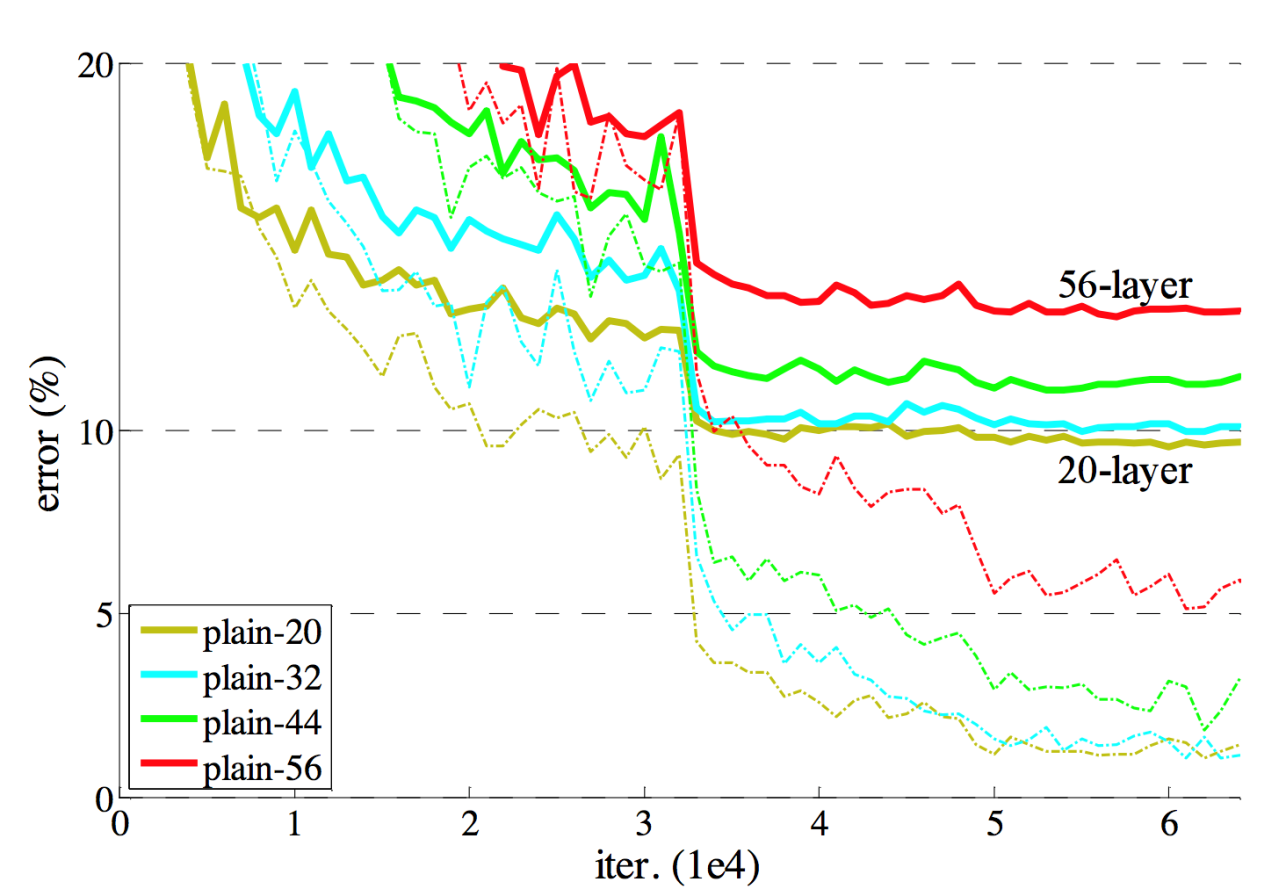 20
10
5
0
error (%)
56-layer
20-layer
plain-20
plain-32
plain-44
plain-56
0 1 2 3 4 5 6
iter. (1e4)